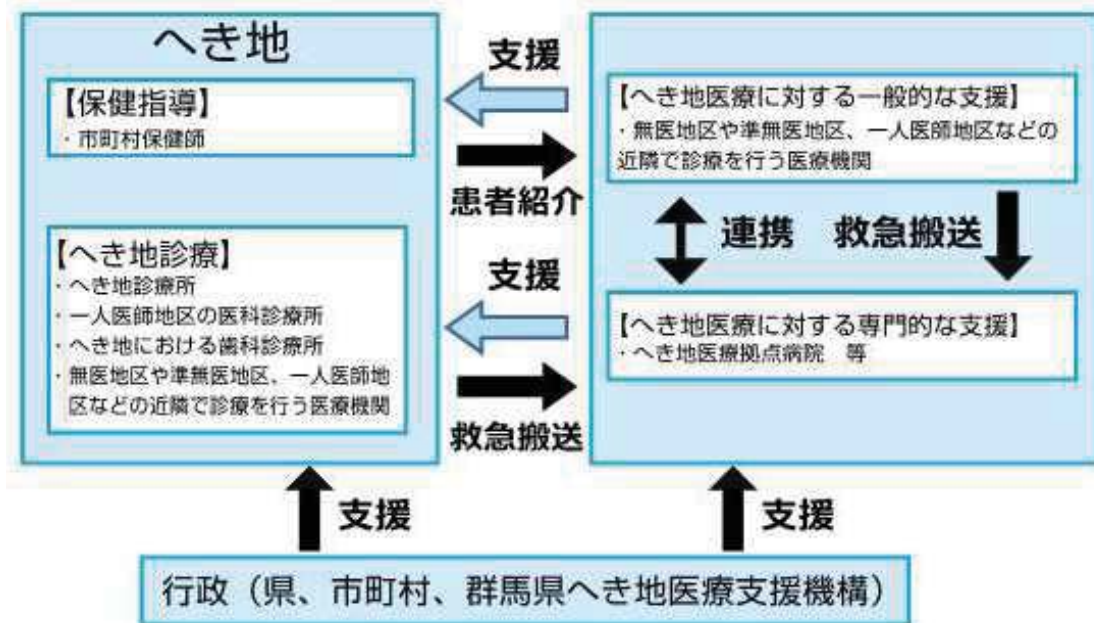 へき地
【保健指導】
・市町村保健師
【へき地診療】
・へき地診療所
・一人医師地区の医科診療所
・へき地における歯科診療所
・無医地区や準無医地区、一人医師地
区などの近隣で診療を行う医療機関
支援
患者紹介
支援
救急搬送
【へき地医療に対する一般的な支援】
・無医地区や準無医地区、一人医師地区などの
近隣で診療を行う医療機関
連携　救急搬送
【へき地医療に対する専門的な支援】
・へき地医療拠点病院　等
支援
支援
行政（県、市町村、群馬県へき地医療支援機構）